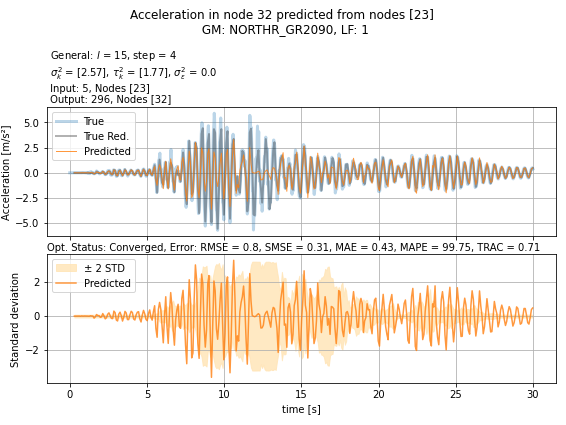 Acceleration in node 32 predicted from nodes [23]
GM: NORTHR_GR2090, LF: 1
General: l = 15, step = 4
σ²ₖ = [2.57], τ²ₖ = [1.77], σ²ε = 0.0
Input: 5, Nodes [23]
Output: 296, Nodes [32]
Acceleration [m/s²]
5.0
2.5
0.0
−2.5
−5.0
True
True Red.
Predicted
Opt. Status: Converged, Error: RMSE = 0.8, SMSE = 0.31, MAE = 0.43, MAPE = 99.75, TRAC = 0.71
Standard deviation
2
0
−2
± 2 STD
Predicted
0 5 10 15 20 25 30
time [s]